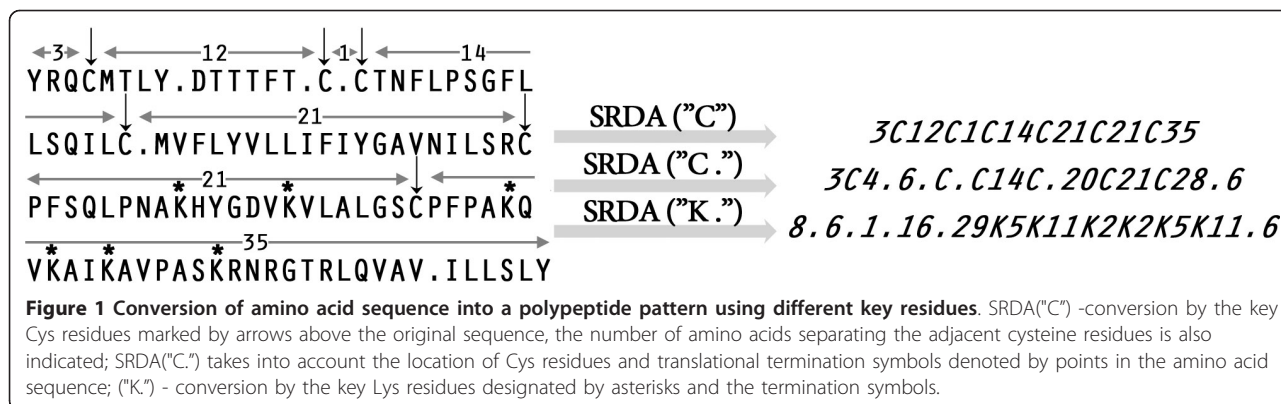 3 12 1 14
YRQCMTLY.DTTTFT.C.CTNFLPSGFL
21
LSQILC.MVFLYVLLIFIYGAVNILSRC
21 * * *
PFSQLPNAKHYGDVKVLALGSCPFPAKQ
* * * 35
VKAIKAVPASKRNRGTRLQVAV.ILLSLY
SRDA ("C")
SRDA ("C .")
SRDA ("K .")
3C12C1C14C21C21C35
3C4.6.C.C14C.20C21C28.6
8.6.1.16.29K5K11K2K2K5K11.6
Figure 1 Conversion of amino acid sequence into a polypeptide pattern using different key residues. SRDA("C") -conversion by the key
Cys residues marked by arrows above the original sequence, the number of amino acids separating the adjacent cysteine residues is also
indicated; SRDA("C.") takes into account the location of Cys residues and translational termination symbols denoted by points in the amino acid
sequence; ("K.") - conversion by the key Lys residues designated by asterisks and the termination symbols.